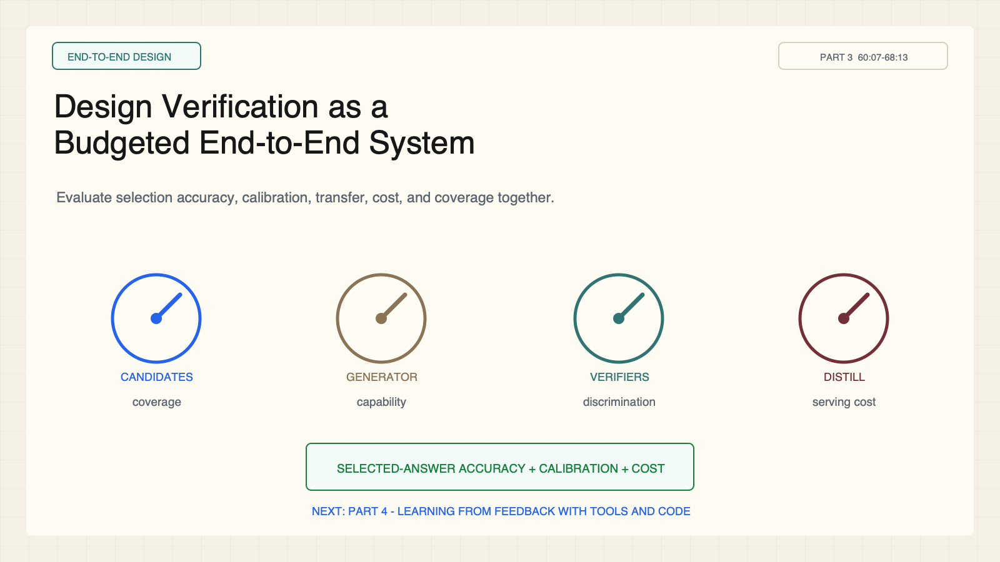 END-TO-END DESIGN
PART 3 60:07-68:13
Design Verification as a
Budgeted End-to-End System
Evaluate selection accuracy, calibration, transfer, cost, and coverage together.
CANDIDATES
coverage
GENERATOR
capability
VERIFIERS
discrimination
DISTILL
serving cost
SELECTED-ANSWER ACCURACY + CALIBRATION + COST
NEXT: PART 4 - LEARNING FROM FEEDBACK WITH TOOLS AND CODE